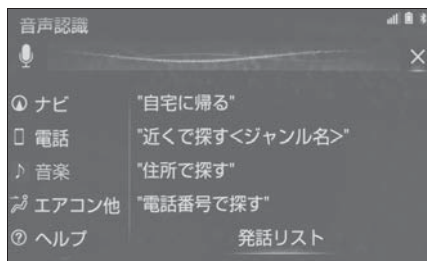 音声認識
ナビ
"自宅に帰る"
電話
"近くで探す<ジャンル名>"
音楽
"住所で探す"
エアコン他
"電話番号で探す"
ヘルプ
発話リスト